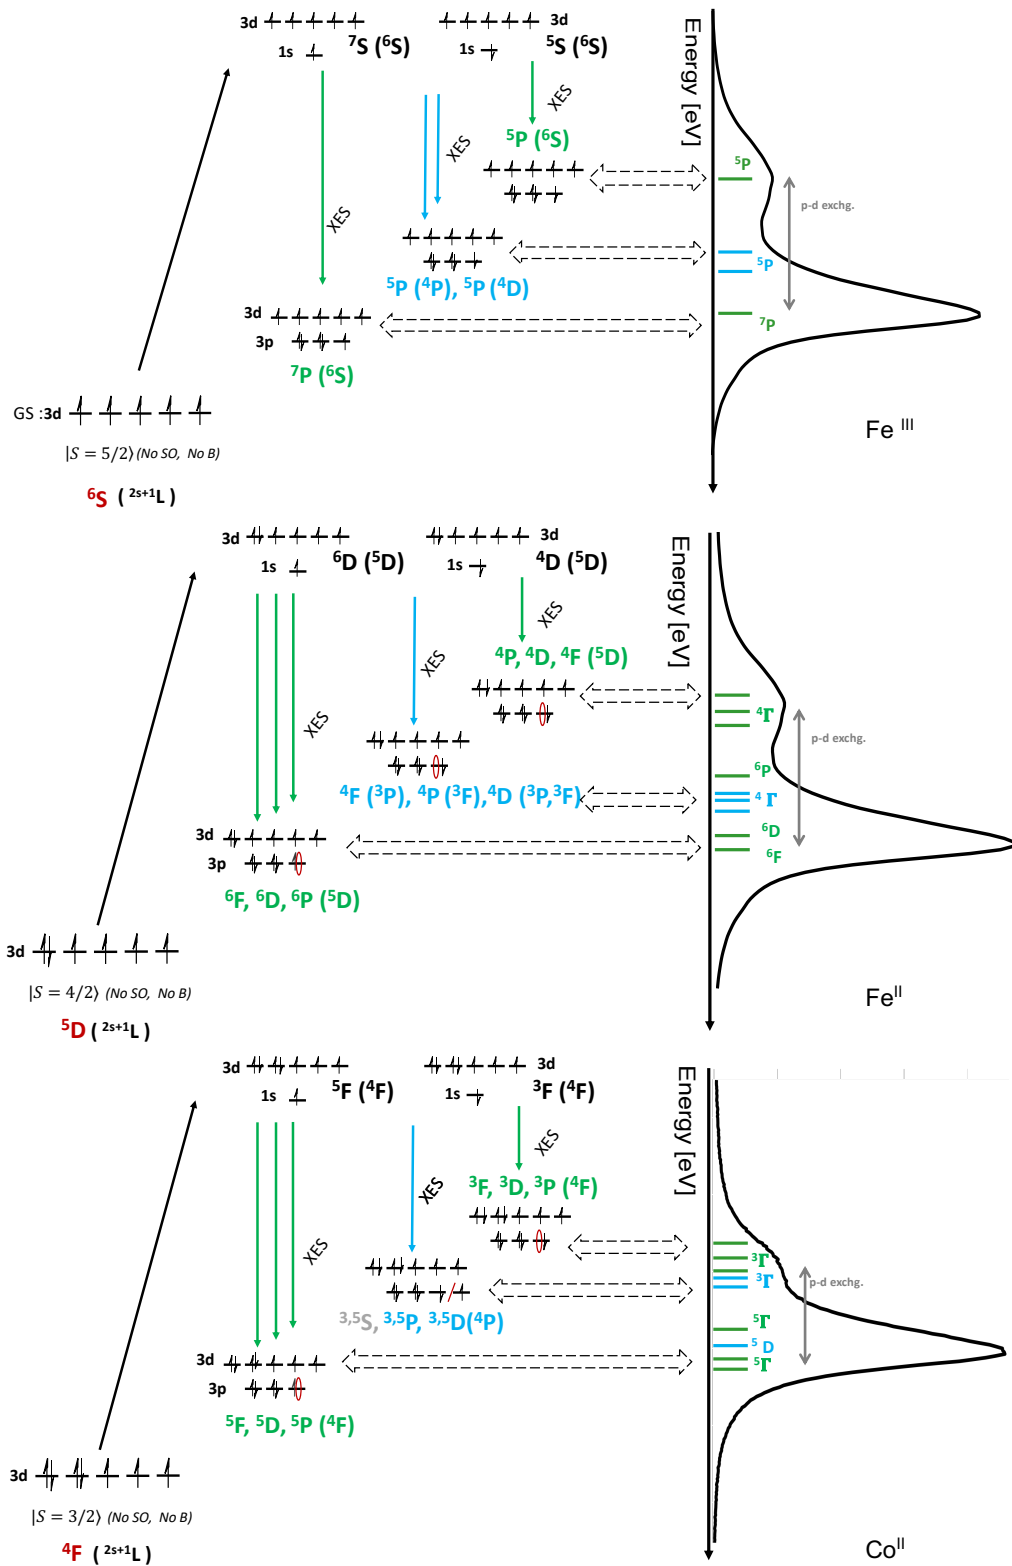 3d
3d
⁷S (⁶S)
⁵S (⁶S)
1s
1s
XES
XES
XES
⁵P (⁶S)
⁵P (⁴P), ⁵P (⁴D)
3d
3p
⁷P (⁶S)
GS :3d
|S = 5/2⟩ (No SO, No B)
⁶S ( ²ˢ⁺¹L )
Energy [eV]
⁵P
p-d exchg.
⁵P
⁷P
Fe ᴵᴵᴵ
3d
3d
⁶D (⁵D)
⁴D (⁵D)
1s
1s
XES
XES
XES
⁴P, ⁴D, ⁴F (⁵D)
⁴F (³P), ⁴P (³F),⁴D (³P,³F)
3d
3p
⁶F, ⁶D, ⁶P (⁵D)
3d
|S = 4/2⟩ (No SO, No B)
⁵D ( ²ˢ⁺¹L )
Energy [eV]
⁴Γ
p-d exchg.
⁶P
⁴ Γ
⁶D
⁶F
Feᴵᴵ
3d
3d
⁵F (⁴F)
³F (⁴F)
1s
1s
XES
XES
XES
³F, ³D, ³P (⁴F)
³,⁵S, ³,⁵P, ³,⁵D(⁴P)
3d
3p
⁵F, ⁵D, ⁵P (⁴F)
3d
|S = 3/2⟩ (No SO, No B)
⁴F ( ²ˢ⁺¹L )
Energy [eV]
³Γ
³Γ
p-d exchg.
⁵Γ
⁵ D
⁵Γ
Coᴵᴵ